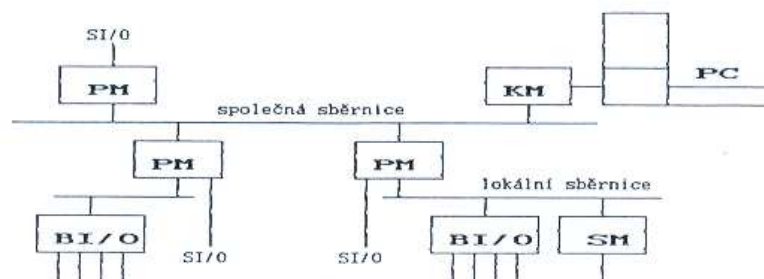 SI/O
PM
KM
PC
společná sběrnice
PM
PM
lokální sběrnice
BI/O
SI/O
SI/O
BI/O
SM